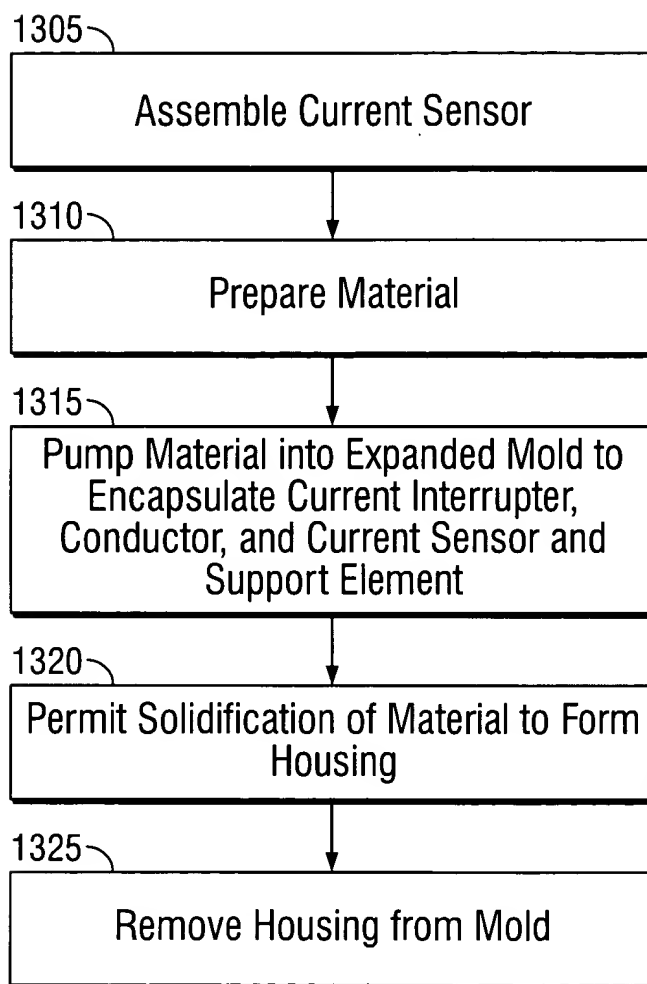 1305
Assemble Current Sensor
1310
Prepare Material
1315
Pump Material into Expanded Mold to
Encapsulate Current Interrupter,
Conductor, and Current Sensor and
Support Element
1320
Permit Solidification of Material to Form
Housing
1325
Remove Housing from Mold